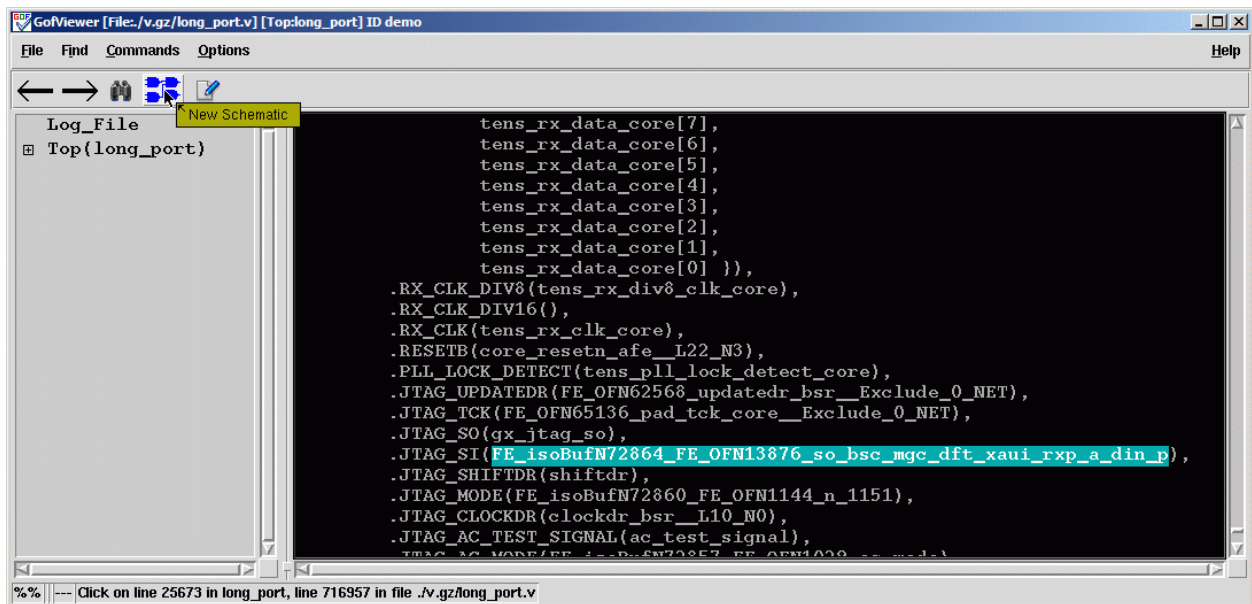 GofViewer [File:./v.gz/long_port.v] [Top:long_port] ID demo
File Find Commands Options Help
New Schematic
Log_File
Top(long_port)
tens_rx_data_core[7],
tens_rx_data_core[6],
tens_rx_data_core[5],
tens_rx_data_core[4],
tens_rx_data_core[3],
tens_rx_data_core[2],
tens_rx_data_core[1],
tens_rx_data_core[0] }),
.RX_CLK_DIV8(tens_rx_div8_clk_core),
.RX_CLK_DIV16(),
.RX_CLK(tens_rx_clk_core),
.RESETB(core_resetn_afe__L22_N3),
.PLL_LOCK_DETECT(tens_pll_lock_detect_core),
.JTAG_UPDATEDR(FE_OFN62568_updatedr_bsr__Exclude_0_NET),
.JTAG_TCK(FE_OFN65136_pad_tck_core__Exclude_0_NET),
.JTAG_SO(gx_jtag_so),
.JTAG_SI(FE_isoBufN72864_FE_OFN13876_so_bsc_mgc_dft_xaui_rxp_a_din_p),
.JTAG_SHIFTDR(shiftdr),
.JTAG_MODE(FE_isoBufN72860_FE_OFN1144_n_1151),
.JTAG_CLOCKDR(clockdr_bsr__L10_N0),
.JTAG_AC_TEST_SIGNAL(ac_test_signal),
%% --- Click on line 25673 in long_port, line 716957 in file ./v.gz/long_port.v